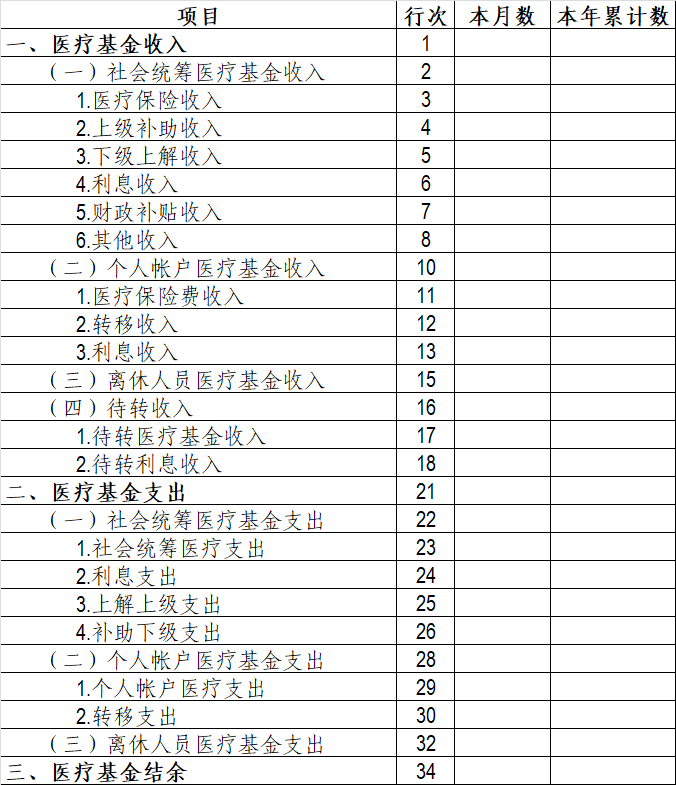 项目 行次 本月数 本年累计数
一、医疗基金收入 1
（一）社会统筹医疗基金收入 2
1.医疗保险收入 3
2.上级补助收入 4
3.下级上解收入 5
4.利息收入 6
5.财政补贴收入 7
6.其他收入 8
（二）个人帐户医疗基金收入 10
1.医疗保险费收入 11
2.转移收入 12
3.利息收入 13
（三）离休人员医疗基金收入 15
（四）待转收入 16
1.待转医疗基金收入 17
2.待转利息收入 18
二、医疗基金支出 21
（一）社会统筹医疗基金支出 22
1.社会统筹医疗支出 23
2.利息支出 24
3.上解上级支出 25
4.补助下级支出 26
（二）个人帐户医疗基金支出 28
1.个人帐户医疗支出 29
2.转移支出 30
（三）离休人员医疗基金支出 32
三、医疗基金结余 34